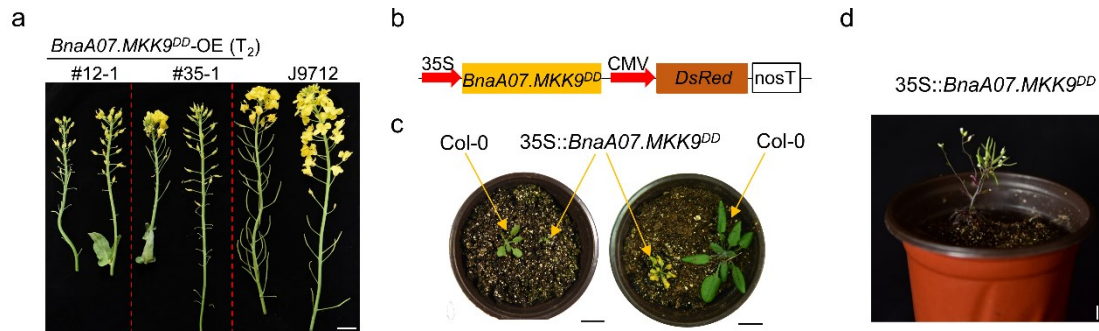 a
BnaA07.MKK9DD-OE (T2)
#12-1 #35-1 J9712
b
35S BnaA07.MKK9DD CMV DsRed nosT
c
Col-0 35S::BnaA07.MKK9DD Col-0
d
35S::BnaA07.MKK9DD